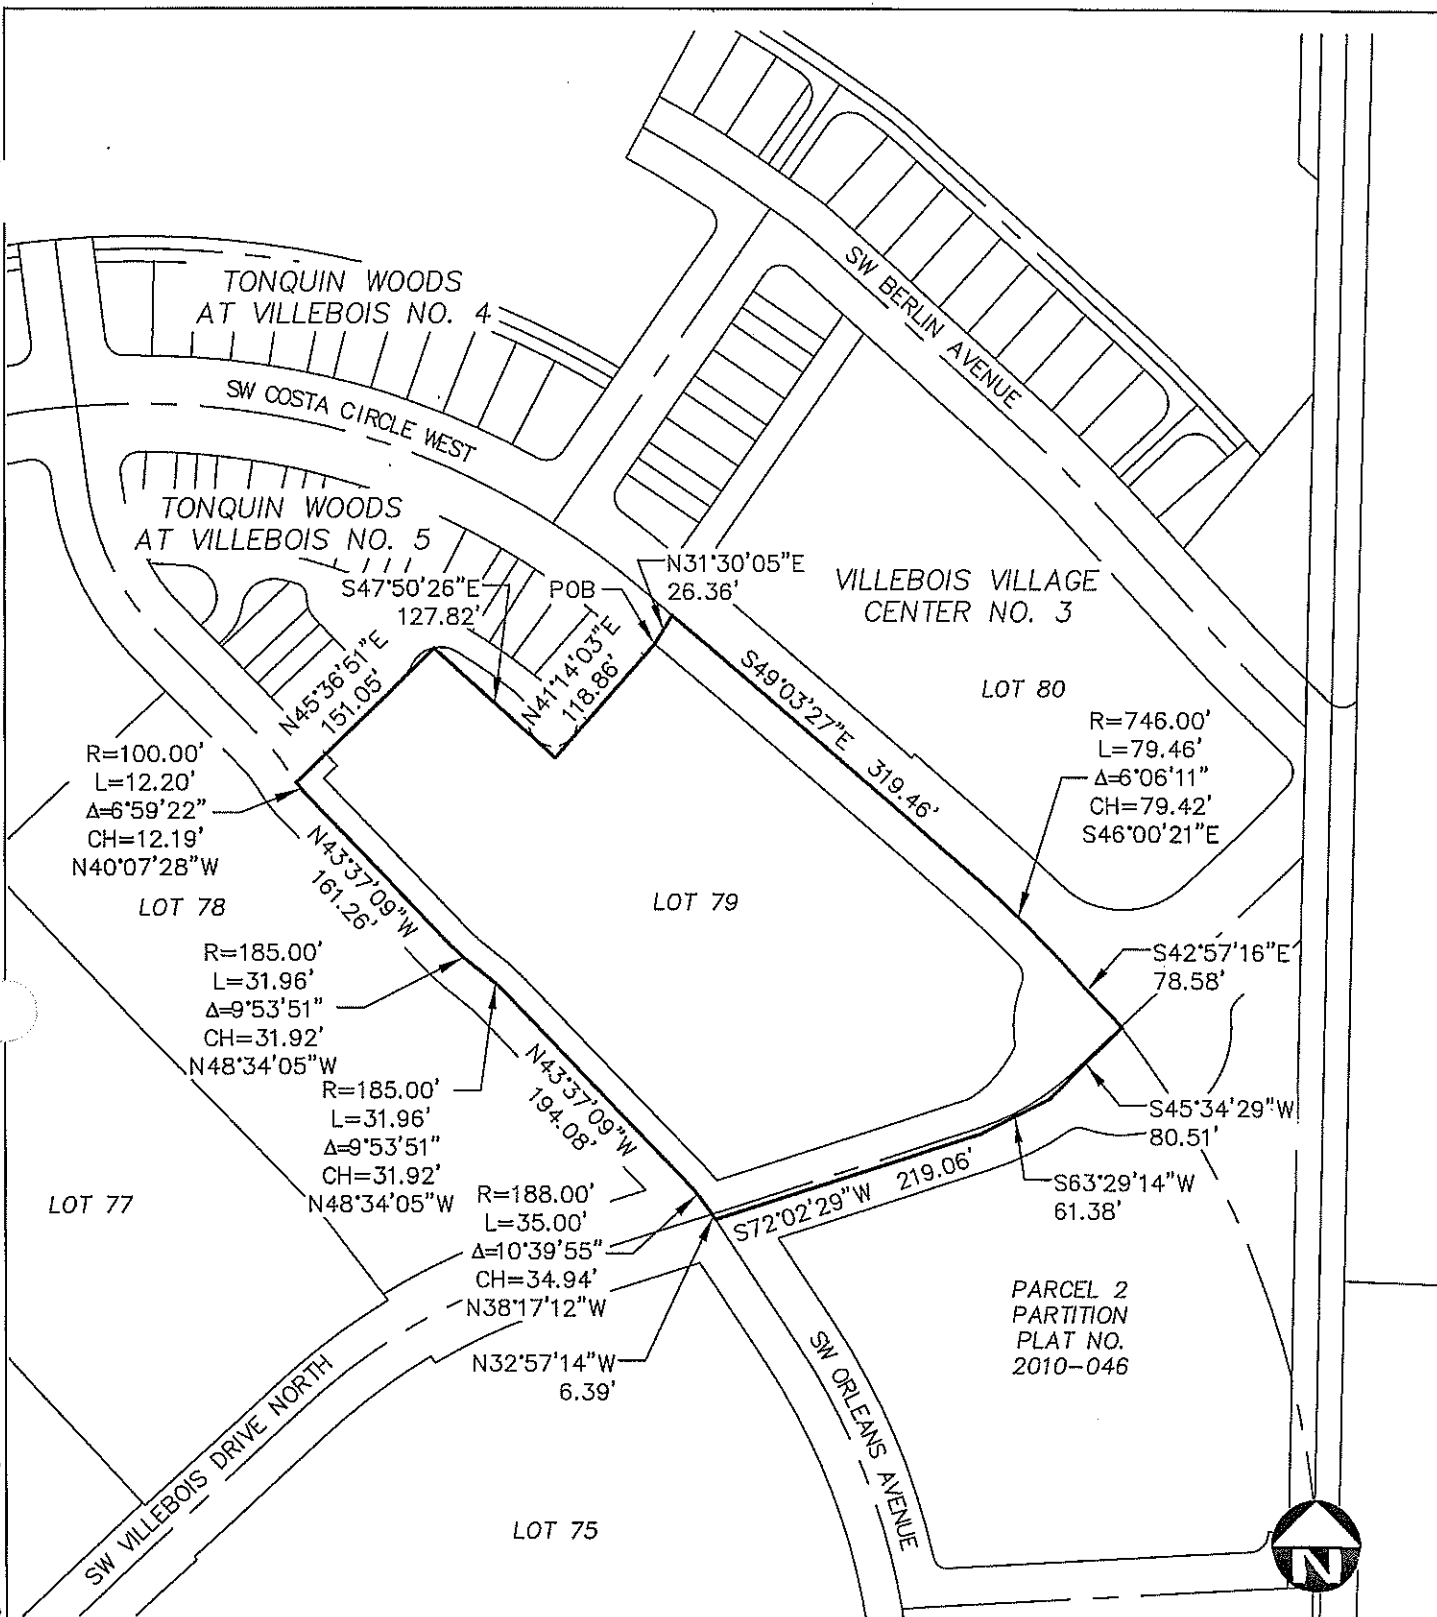 TONQUIN WOODS
AT VILLEBOIS NO. 4
SW BERLIN AVENUE
SW COSTA CIRCLE WEST
TONQUIN WOODS
AT VILLEBOIS NO. 5
S47°50'26"E
127.82'
POB
N31°30'05"E
26.36'
VILLEBOIS VILLAGE
CENTER NO. 3
N45°36'51"E
151.05'
N41°14'03"E
118.86'
S49°03'27"E 319.46'
LOT 80
R=746.00'
L=79.46'
Δ=6°06'11"
CH=79.42'
S46°00'21"E
R=100.00'
L=12.20'
Δ=6°59'22"
CH=12.19'
N40°07'28"W
N43°37'09"W
161.26'
LOT 78
LOT 79
R=185.00'
L=31.96'
Δ=9°53'51"
CH=31.92'
N48°34'05"W
S42°57'16"E
78.58'
R=185.00'
L=31.96'
Δ=9°53'51"
CH=31.92'
N48°34'05"W
N43°37'09"W
194.08'
S45°34'29"W
80.51'
LOT 77
R=188.00'
L=35.00'
Δ=10°39'55"
CH=34.94'
N38°17'12"W
S72°02'29"W 219.06'
S63°29'14"W
61.38'
N32°57'14"W
6.39'
PARCEL 2
PARTITION
PLAT NO.
2010-046
SW VILLEBOIS DRIVE NORTH
SW ORLEANS AVENUE
LOT 75
N